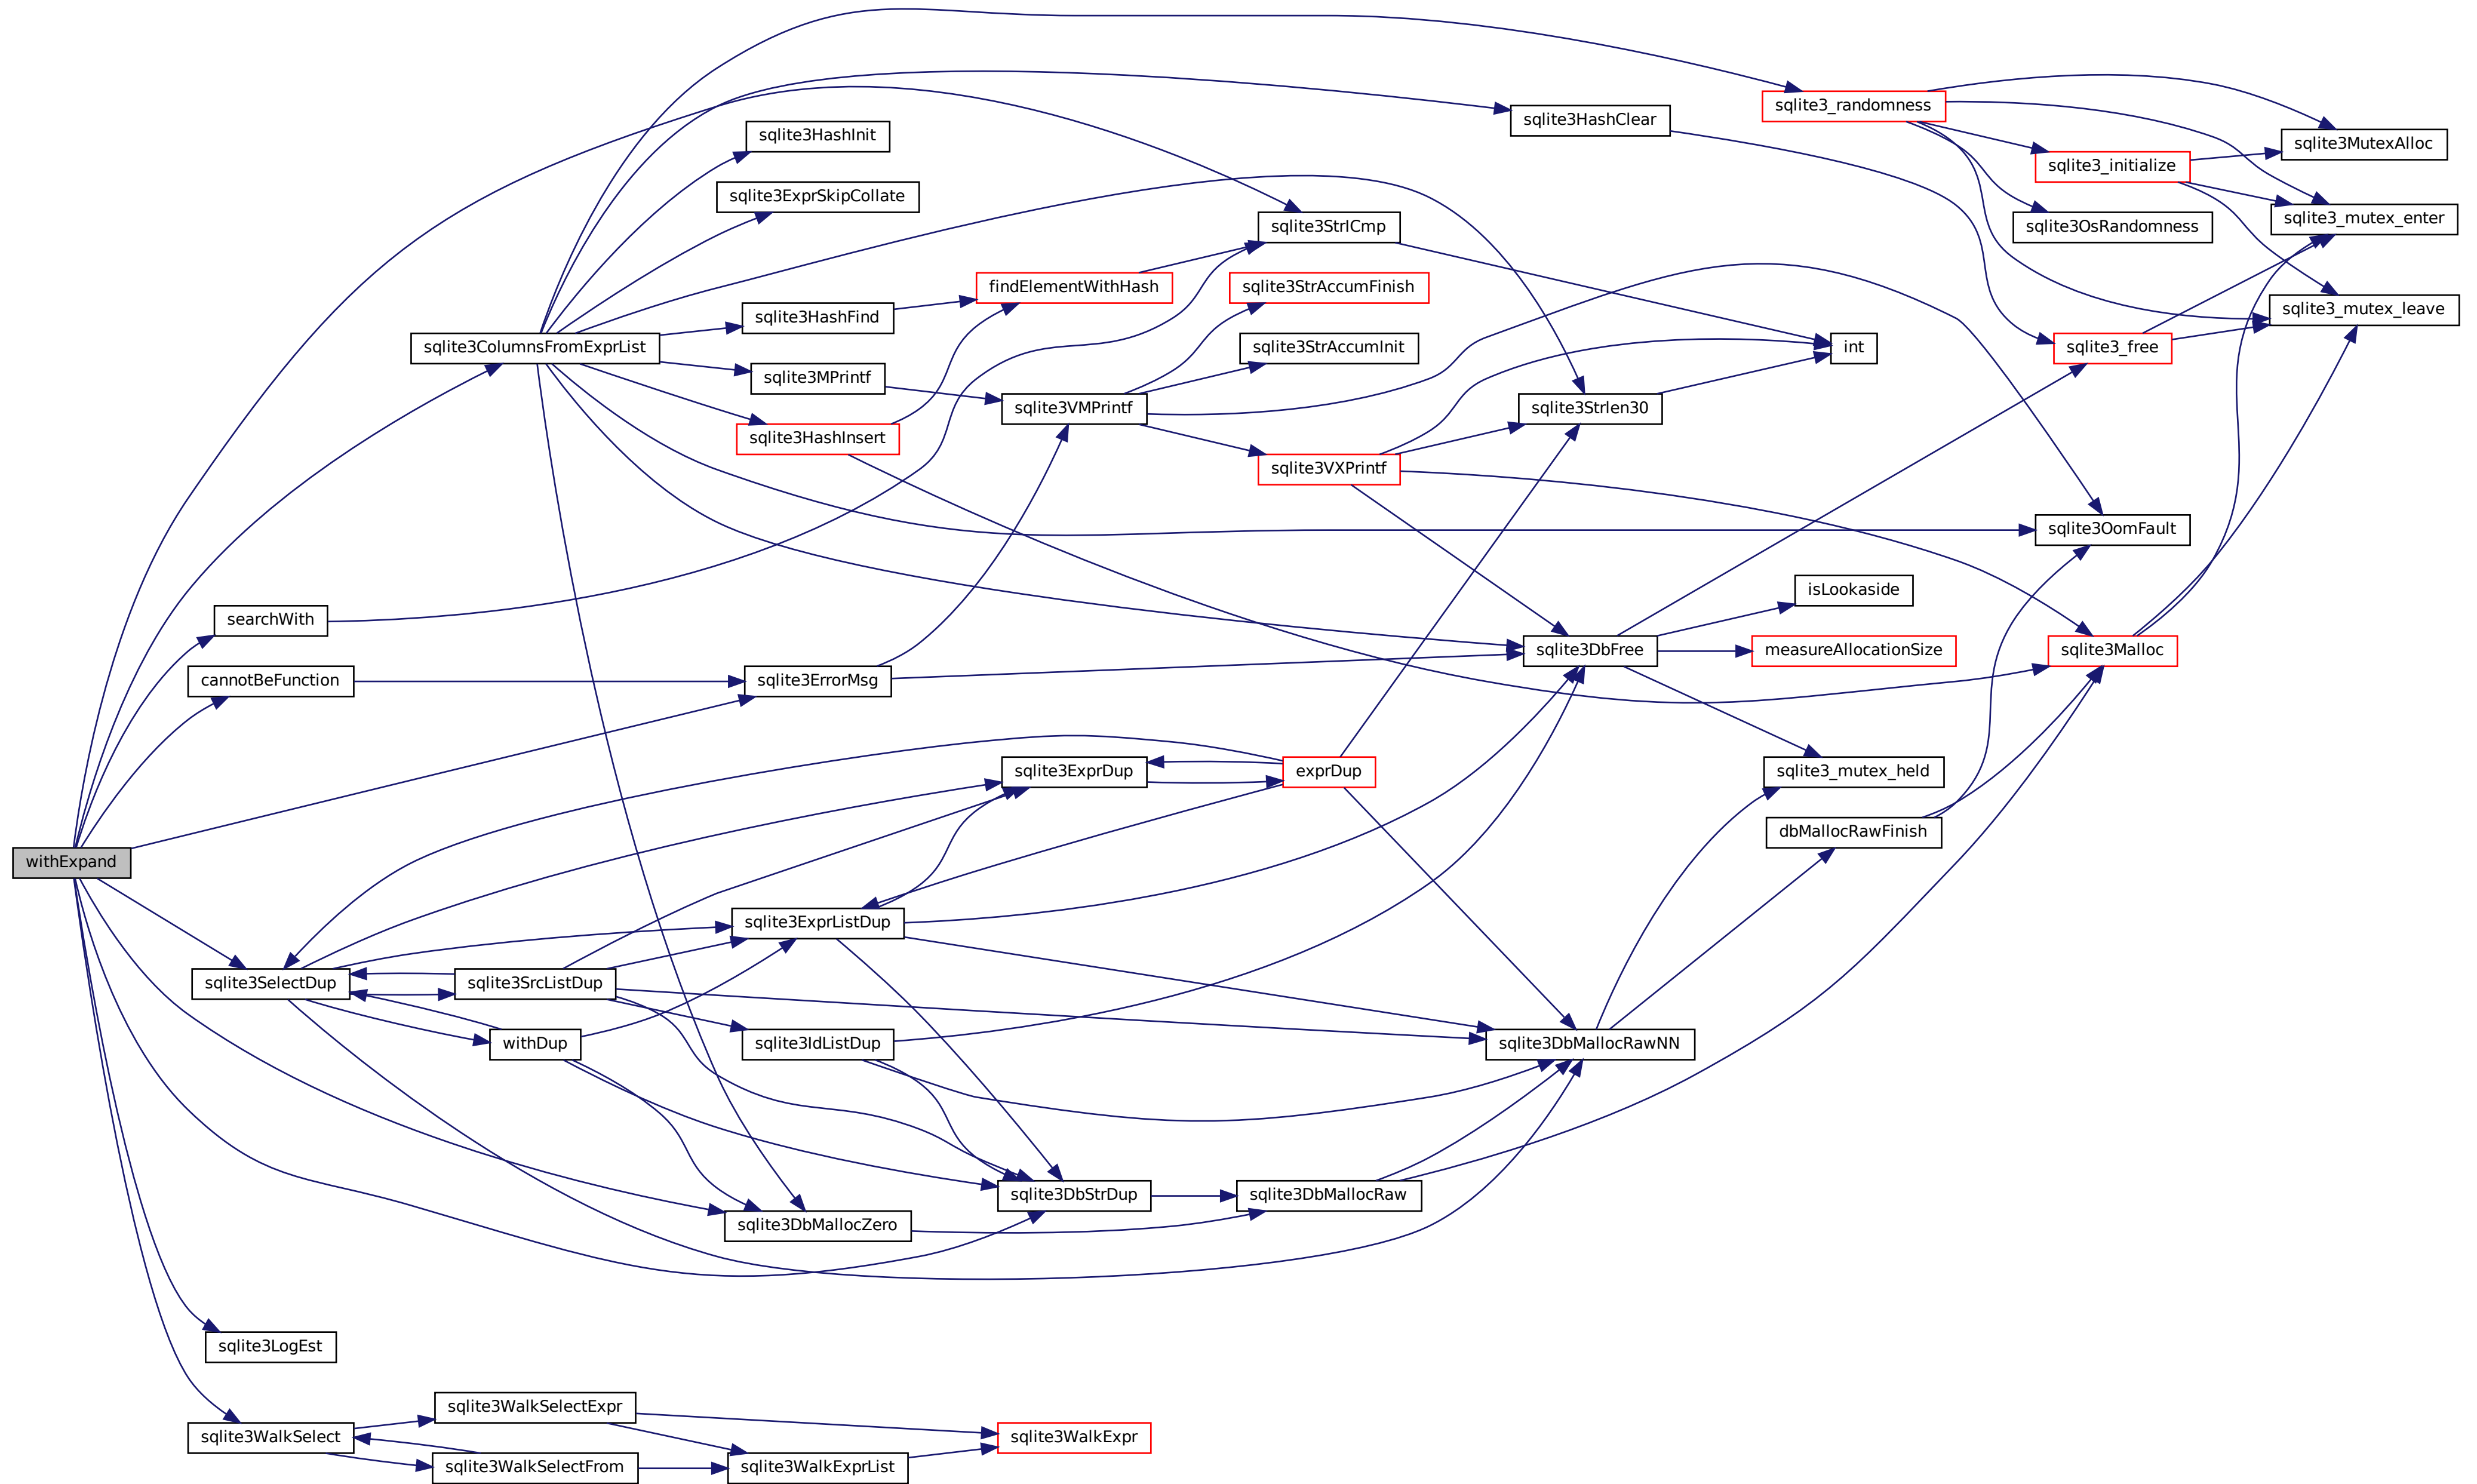 withExpand
sqlite3ColumnsFromExprList
searchWith
cannotBeFunction
sqlite3SelectDup
sqlite3LogEst
sqlite3WalkSelect
sqlite3HashInit
sqlite3ExprSkipCollate
sqlite3HashFind
sqlite3MPrintf
sqlite3HashInsert
sqlite3ErrorMsg
sqlite3ExprListDup
sqlite3SrcListDup
withDup
sqlite3IdListDup
sqlite3DbMallocZero
sqlite3WalkSelectExpr
sqlite3WalkSelectFrom
sqlite3WalkExprList
findElementWithHash
sqlite3VMPrintf
sqlite3ExprDup
sqlite3DbStrDup
sqlite3WalkExpr
sqlite3StrICmp
sqlite3StrAccumFinish
sqlite3StrAccumInit
sqlite3VXPrintf
exprDup
sqlite3DbMallocRaw
sqlite3HashClear
sqlite3Strlen30
sqlite3DbFree
sqlite3DbMallocRawNN
sqlite3_randomness
int
isLookaside
measureAllocationSize
sqlite3_mutex_held
dbMallocRawFinish
sqlite3_initialize
sqlite3OsRandomness
sqlite3_free
sqlite3OomFault
sqlite3Malloc
sqlite3MutexAlloc
sqlite3_mutex_enter
sqlite3_mutex_leave